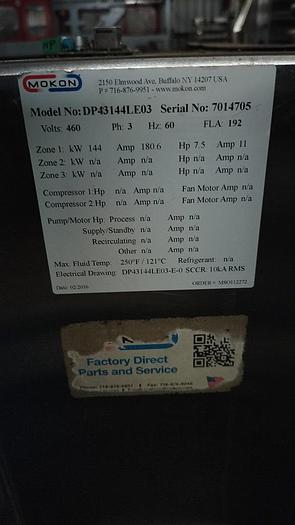 MOKON
2150 Elmwood Ave, Buffalo NY 14207 USA
P # 716-876-9951 - www.mokon.com
Model No: DP43144LE03 Serial No: 7014705
Volts: 460 Ph: 3 Hz: 60 FLA: 192
Zone 1: kW 144 Amp 180.6 Hp 7.5 Amp 11
Zone 2: kW n/a Amp n/a Hp n/a Amp n/a
Zone 3: kW n/a Amp n/a Hp n/a Amp n/a
Compressor 1:Hp n/a Amp n/a Fan Motor Amp n/a
Compressor 2:Hp n/a Amp n/a Fan Motor Amp n/a
Pump/Motor Hp: Process n/a Amp n/a
Supply/Standby n/a Amp n/a
Recirculating n/a Amp n/a
Other n/a Amp n/a
Max. Fluid Temp: 250°F / 121°C Refrigerant: n/a
Electrical Drawing: DP43144LE03-E-0 SCCR 10kA RMS
Date: 02/2016 ORDER # MSO112272
Factory Direct
Parts and Service